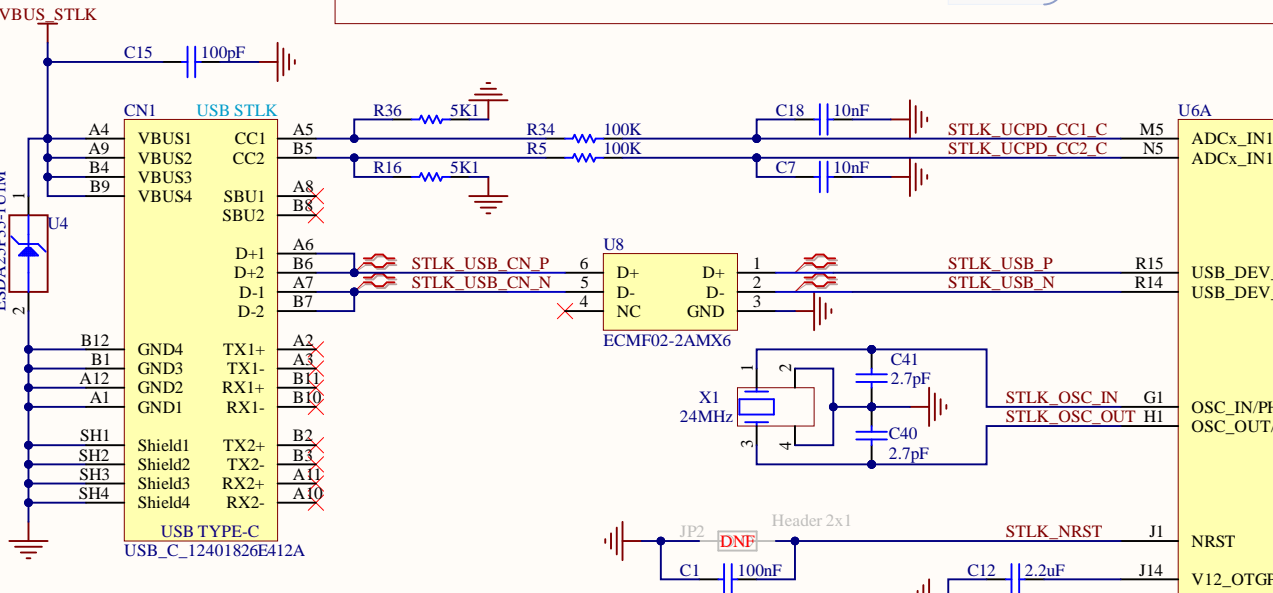 VBUS_STLK
C15 100pF
CN1 USB STLK
A4 VBUS1
A9 VBUS2
B4 VBUS3
B9 VBUS4
CC1 A5
CC2 B5
SBU1 A8
SBU2 B8
D+1 A6
D+2 B6
D-1 A7
D-2 B7
B12 GND4
B1 GND3
A12 GND2
A1 GND1
TX1+ A2
TX1- A3
RX1+ B11
RX1- B10
SH1 Shield1
SH2 Shield2
SH3 Shield3
SH4 Shield4
TX2+ B2
TX2- B3
RX2+ A11
RX2- A10
USB TYPE-C
USB_C_12401826E412A
1
U4
2
R36 5K1
R34 100K
R5 100K
R16 5K1
C18 10nF
C7 10nF
STLK_UCPD_CC1_C M5
STLK_UCPD_CC2_C N5
U6A
ADCx_IN1
ADCx_IN1
STLK_USB_CN_P
STLK_USB_CN_N
U8
6 D+ D+ 1
5 D- D- 2
4 NC GND 3
ECMF02-2AMX6
STLK_USB_P R15 USB_DEV_
STLK_USB_N R14 USB_DEV_
X1
24MHz
1
2
3
4
C41
2.7pF
C40
2.7pF
STLK_OSC_IN G1
STLK_OSC_OUT H1
OSC_IN/PH
OSC_OUT/
JP2 DNF Header 2x1
C1 100nF
STLK_NRST J1 NRST
C12 2.2uF J14